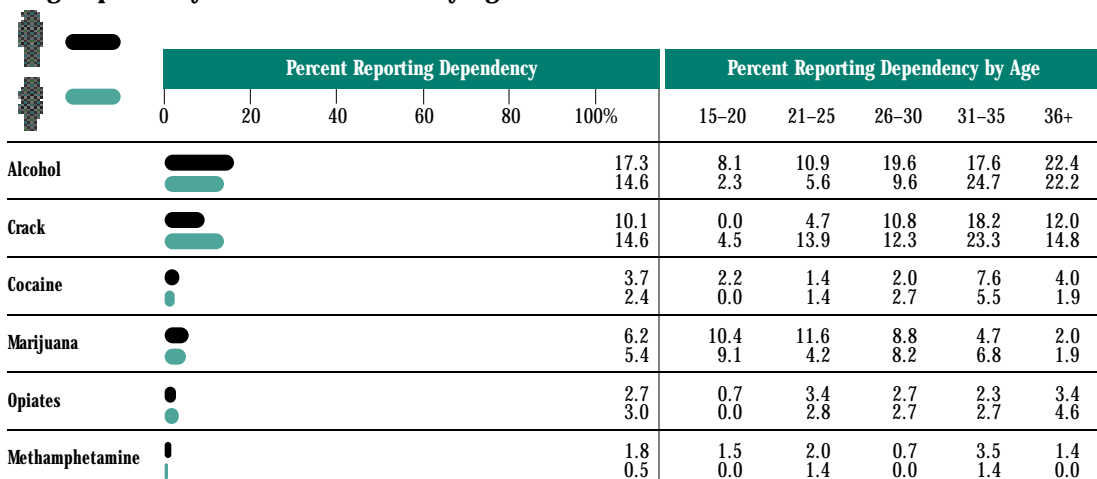 Percent Reporting Dependency Percent Reporting Dependency by Age
0 20 40 60 80 100% 15–20 21–25 26–30 31–35 36+
Alcohol 17.3 8.1 10.9 19.6 17.6 22.4
14.6 2.3 5.6 9.6 24.7 22.2
Crack 10.1 0.0 4.7 10.8 18.2 12.0
14.6 4.5 13.9 12.3 23.3 14.8
Cocaine 3.7 2.2 1.4 2.0 7.6 4.0
2.4 0.0 1.4 2.7 5.5 1.9
Marijuana 6.2 10.4 11.6 8.8 4.7 2.0
5.4 9.1 4.2 8.2 6.8 1.9
Opiates 2.7 0.7 3.4 2.7 2.3 3.4
3.0 0.0 2.8 2.7 2.7 4.6
Methamphetamine 1.8 1.5 2.0 0.7 3.5 1.4
0.5 0.0 1.4 0.0 1.4 0.0